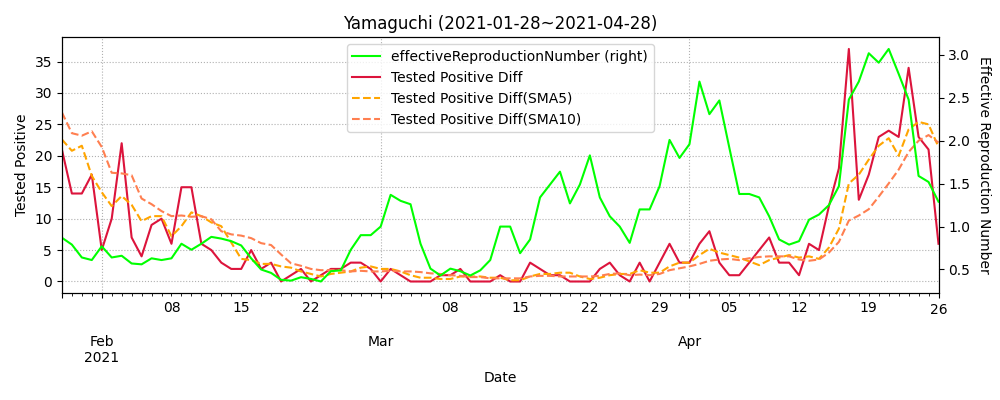 Yamaguchi (2021-01-28~2021-04-28)
effectiveReproductionNumber (right)
Tested Positive Diff
Tested Positive Diff(SMA5)
Tested Positive Diff(SMA10)
Tested Positive
35
30
25
20
15
10
5
0
Effective Reproduction Number
3.0
2.5
2.0
1.5
1.0
0.5
08 15 22 08 15 22 29 05 12 19 26
Feb Mar Apr
2021
Date